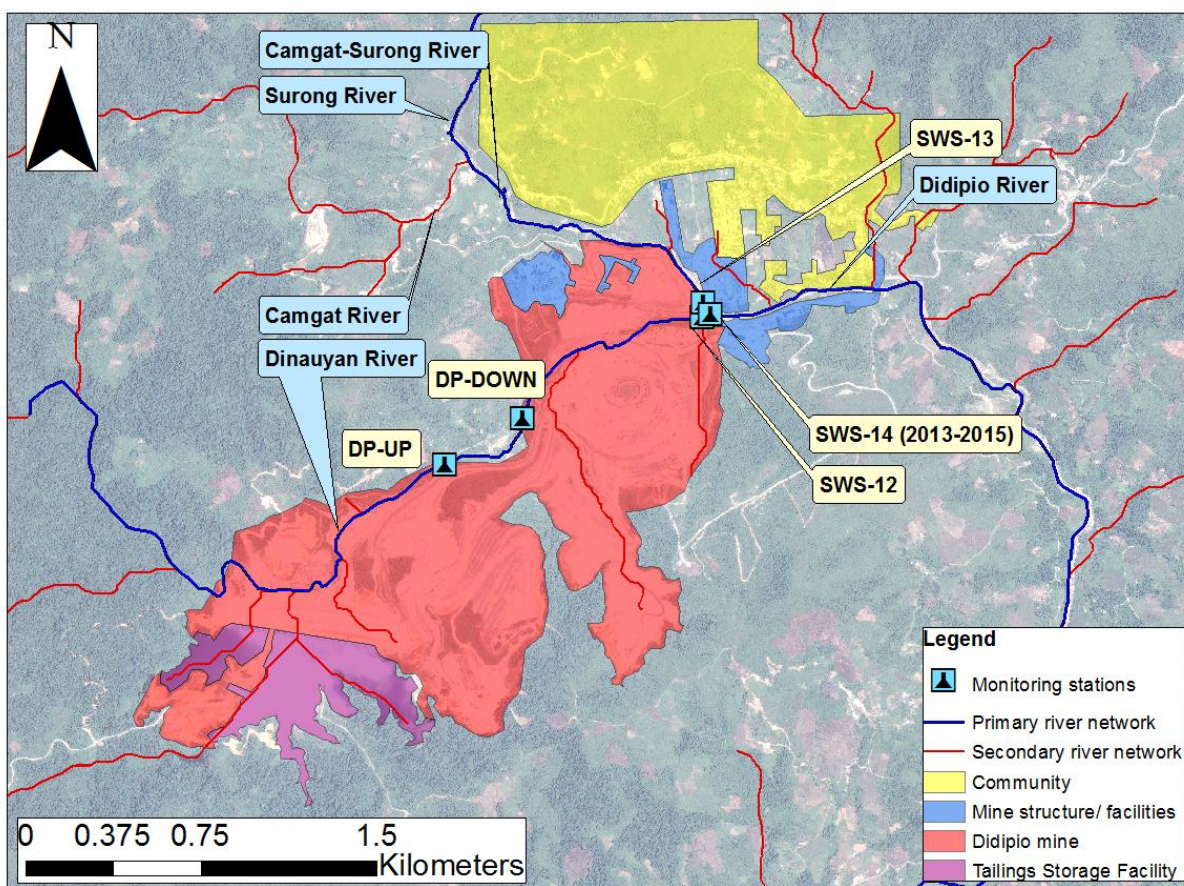 N
Camgat-Surong River
Surong River
SWS-13
Didipio River
Camgat River
Dinauyan River
DP-DOWN
DP-UP
SWS-14 (2013-2015)
SWS-12
Legend
Monitoring stations
Primary river network
Secondary river network
Community
Mine structure/ facilities
Didipio mine
Tailings Storage Facility
0 0.375 0.75 1.5
Kilometers